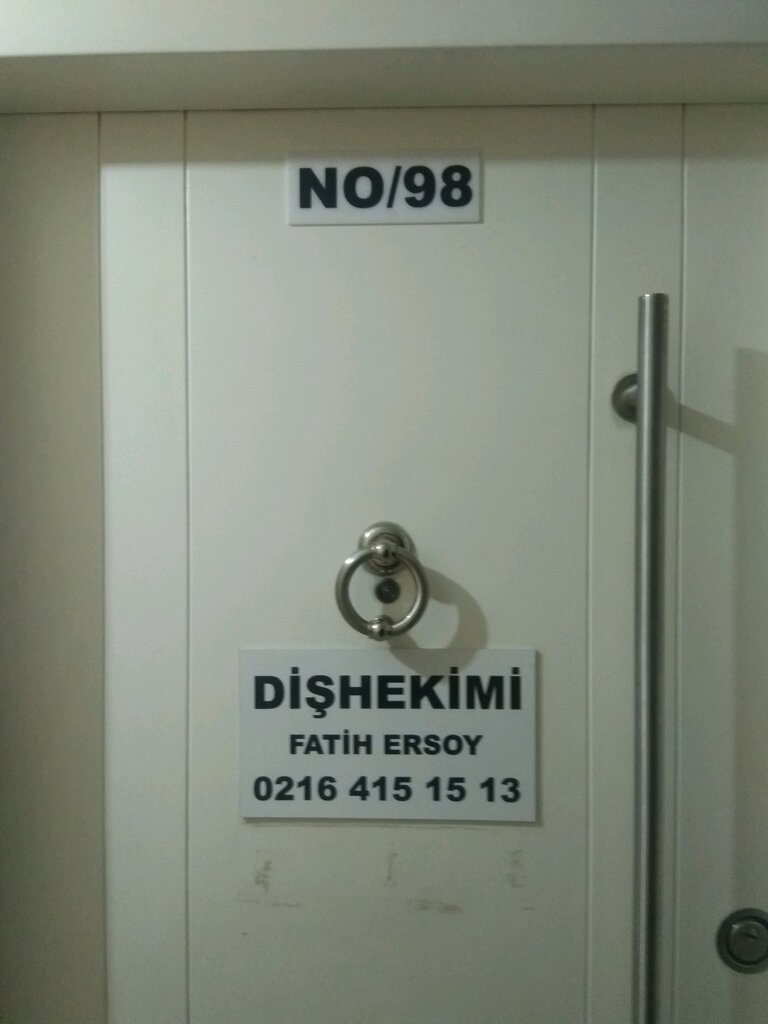 NO/98
DİŞHEKİMİ
FATİH ERSOY
0216 415 15 13